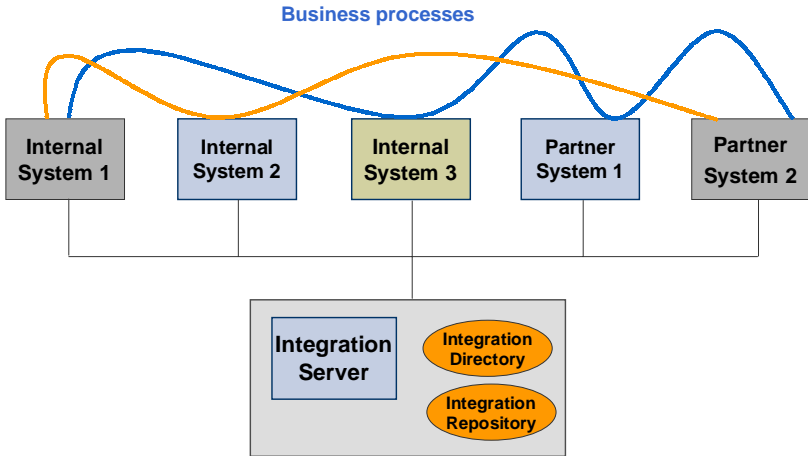 Business processes
Internal
System 1
Internal
System 2
Internal
System 3
Partner
System 1
Partner
System 2
Integration
Server
Integration
Directory
Integration
Repository